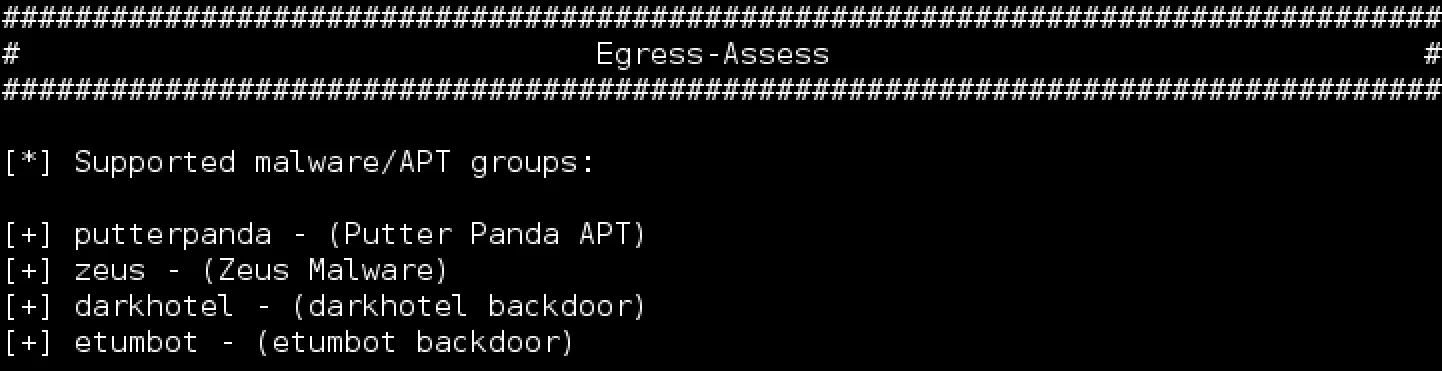 ################################################################################
#                                Egress-Assess                                 #
################################################################################
[*] Supported malware/APT groups:
[+] putterpanda - (Putter Panda APT)
[+] zeus - (Zeus Malware)
[+] darkhotel - (darkhotel backdoor)
[+] etumbot - (etumbot backdoor)